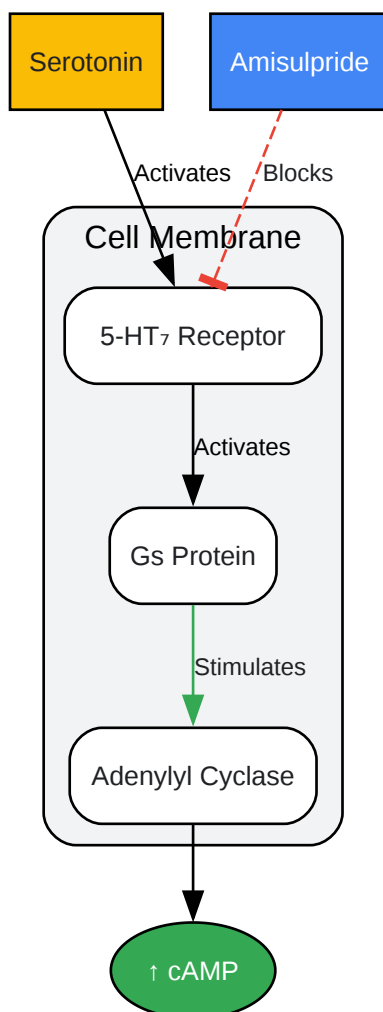 Serotonin
Amisulpride
Activates
Blocks
Cell Membrane
5-HT₇ Receptor
Activates
Gs Protein
Stimulates
Adenylyl Cyclase
↑ cAMP